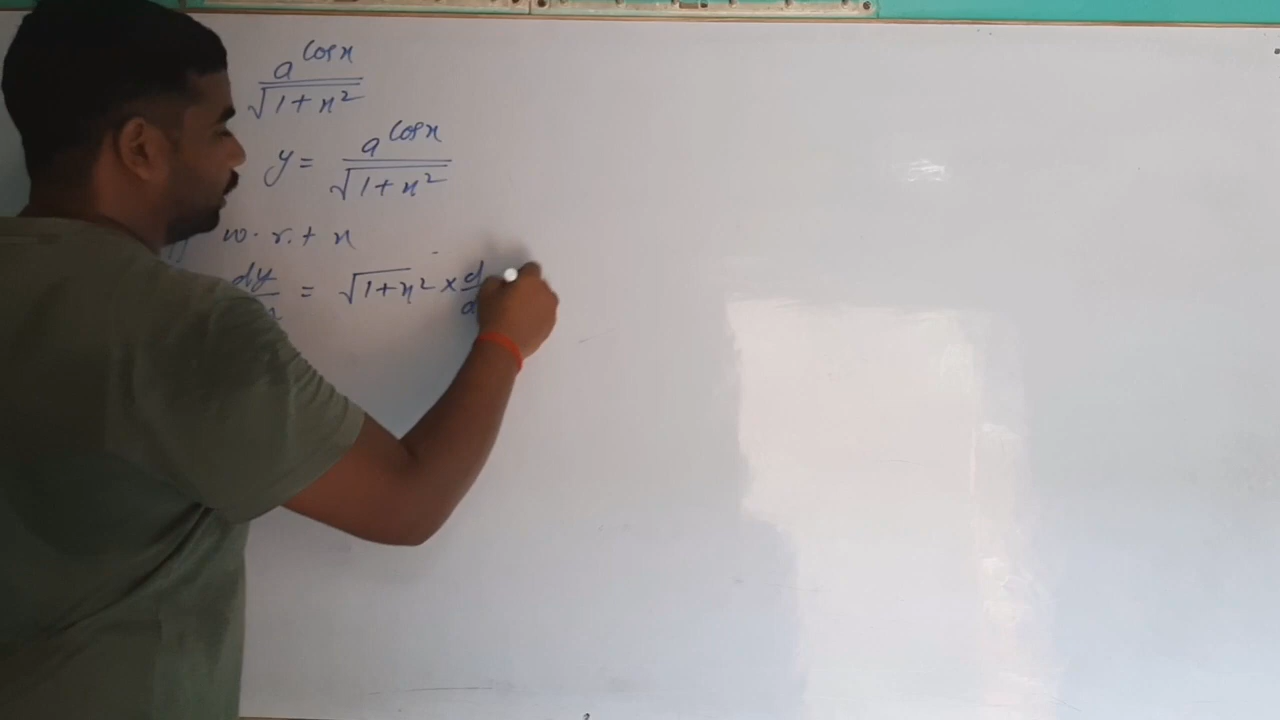 a^cosx / √1+x²
y = a^cosx / √1+x²
w.r.t x
dy = √1+x² × d